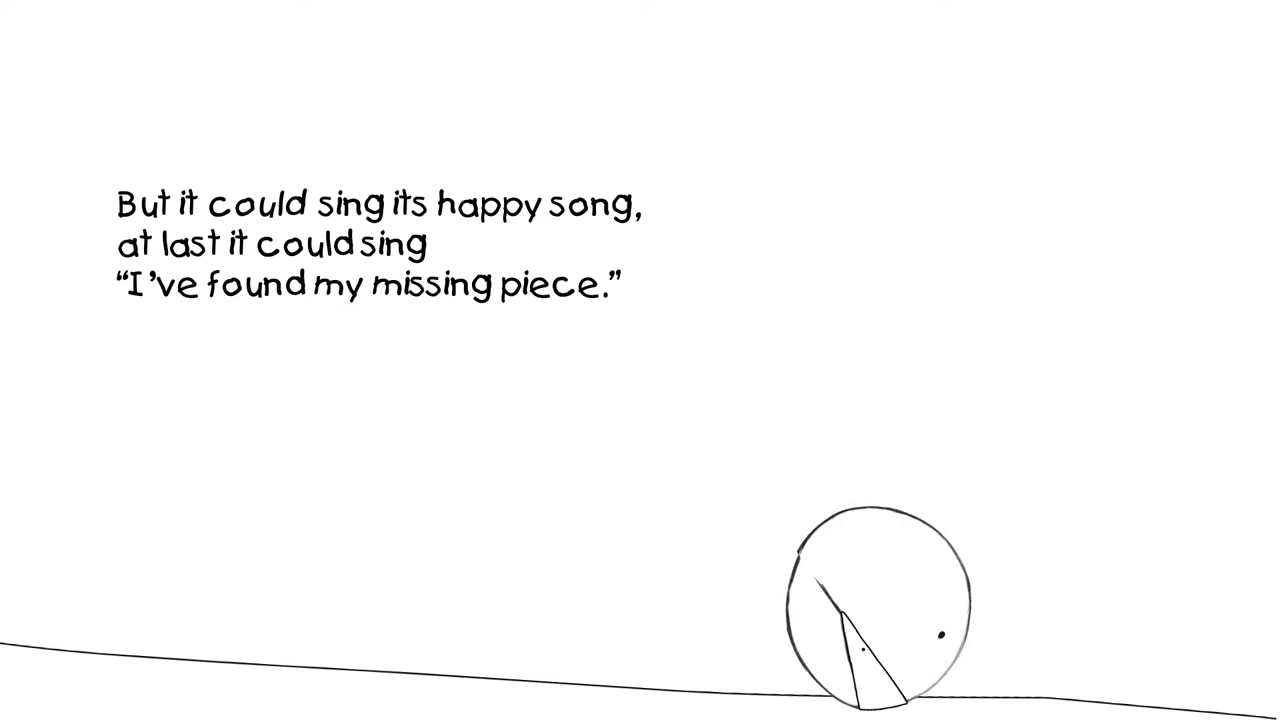 But it could sing its happy song,
at last it could sing
“I’ve found my missing piece.”